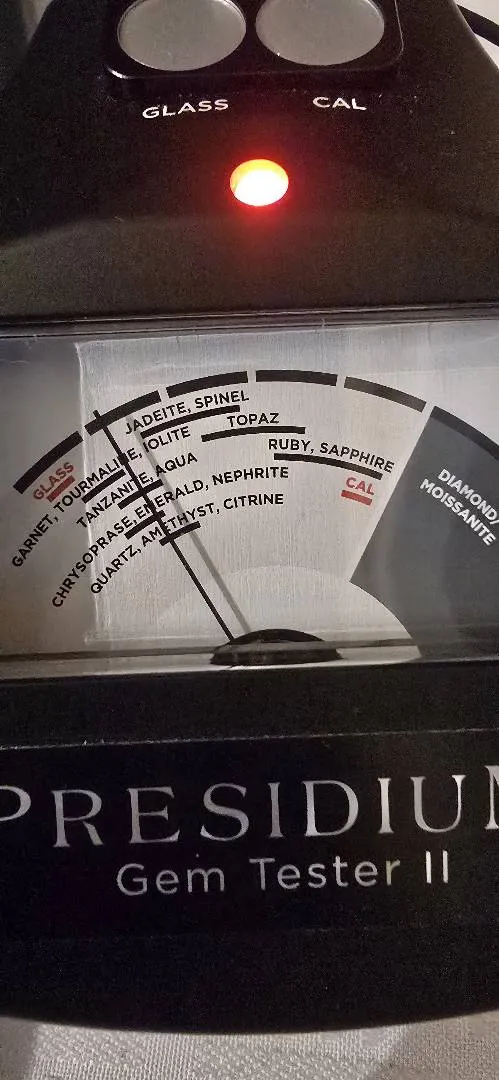 GLASS CAL
JADEITE, SPINEL
TOPAZ
RUBY, SAPPHIRE
CAL
GLASS
GARNET, TOURMALINE, IOLITE
TANZANITE, AQUA
CHRYSOPRASE, EMERALD, NEPHRITE
QUARTZ, AMETHYST, CITRINE
DIAMOND/
MOISSANITE
PRESIDIUM
Gem Tester II